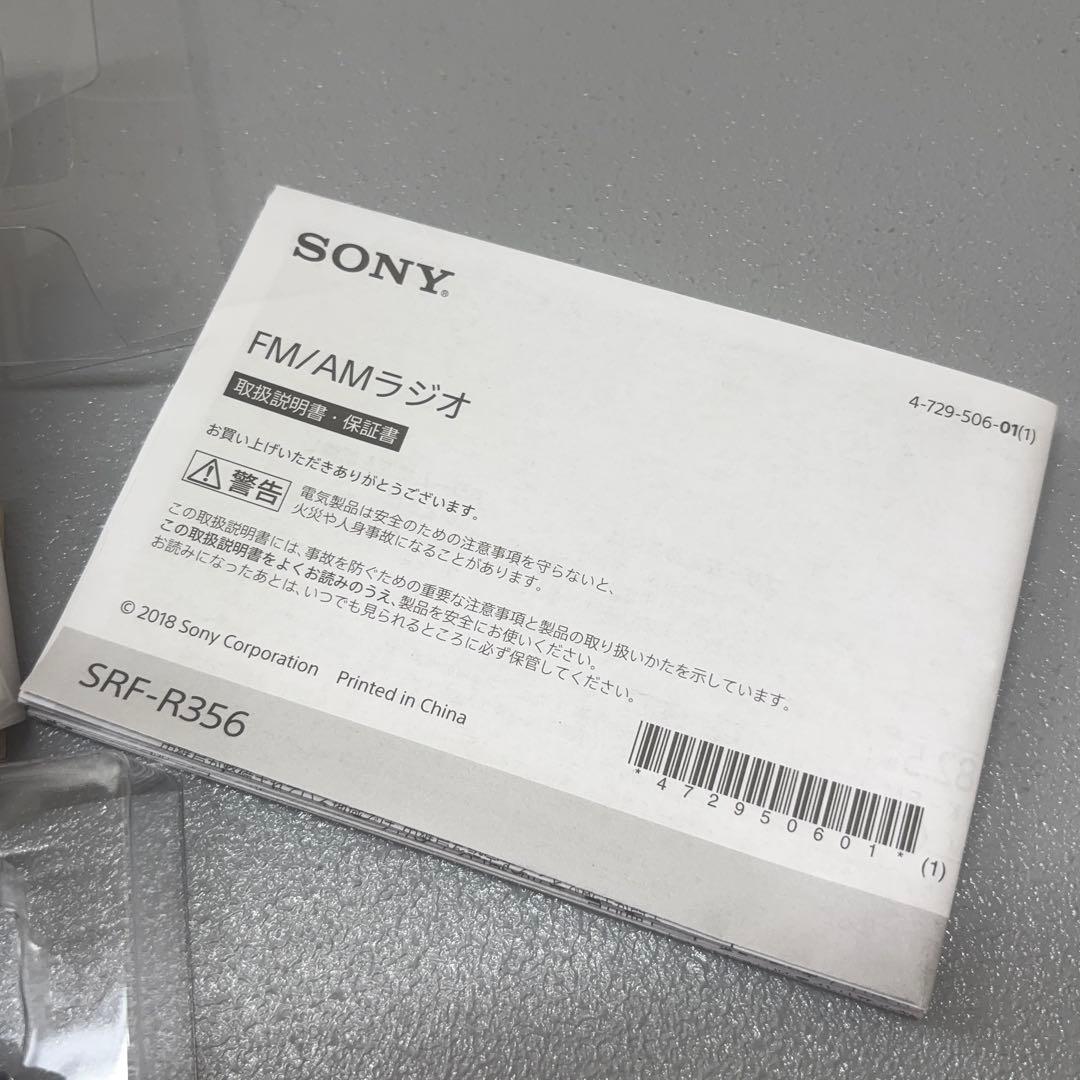 SONY®
4-729-506-01(1)
FM/AMラジオ
取扱説明書・保証書
お買い上げいただきありがとうございます。
警告
電気製品は安全のための注意事項を守らないと、
火災や人身事故になることがあります。
この取扱説明書には、事故を防ぐための重要な注意事項と製品の取り扱いかたを示しています。
この取扱説明書をよくお読みのうえ、製品を安全にお使いください。
お読みになったあとは、いつでも見られるところに必ず保管してください。
© 2018 Sony Corporation Printed in China
SRF-R356
*472950601*
(1)